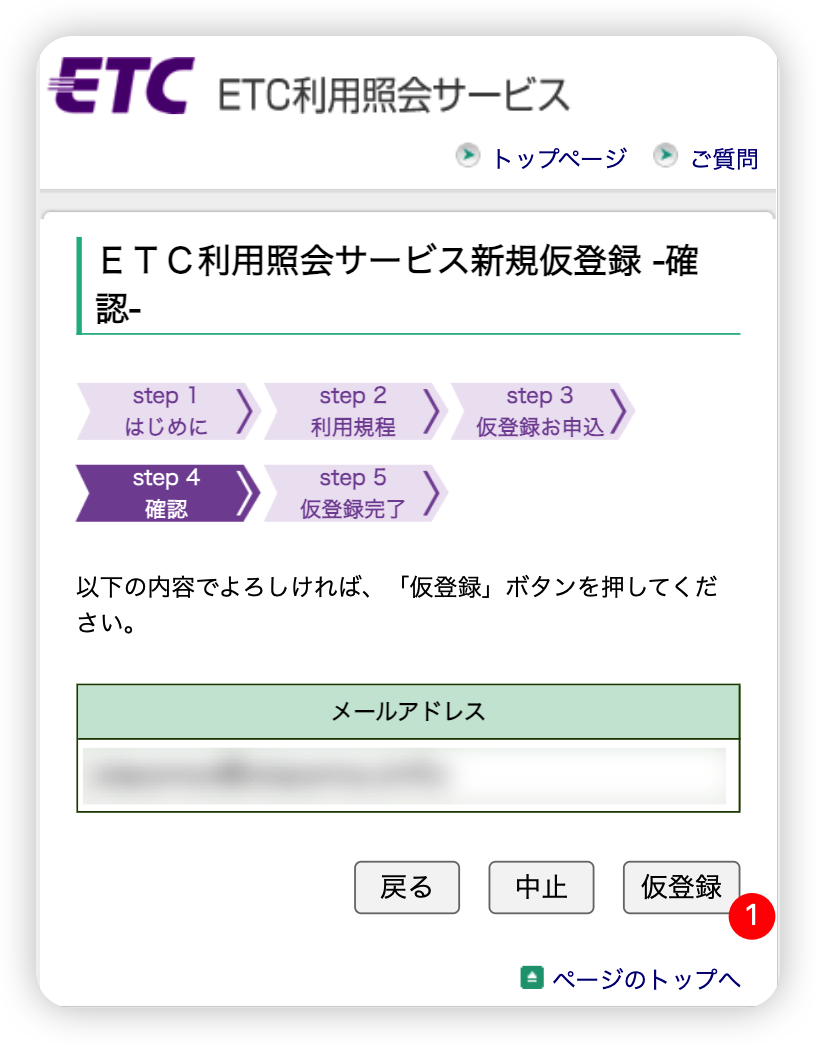 ETC ETC利用照会サービス
トップページ ご質問
ＥＴＣ利用照会サービス新規仮登録 -確
認-
step 1 step 2 step 3
はじめに 利用規程 仮登録お申込
step 4 step 5
確認 仮登録完了
以下の内容でよろしければ、「仮登録」ボタンを押してくだ
さい。
メールアドレス
戻る 中止 仮登録
1
ページのトップへ